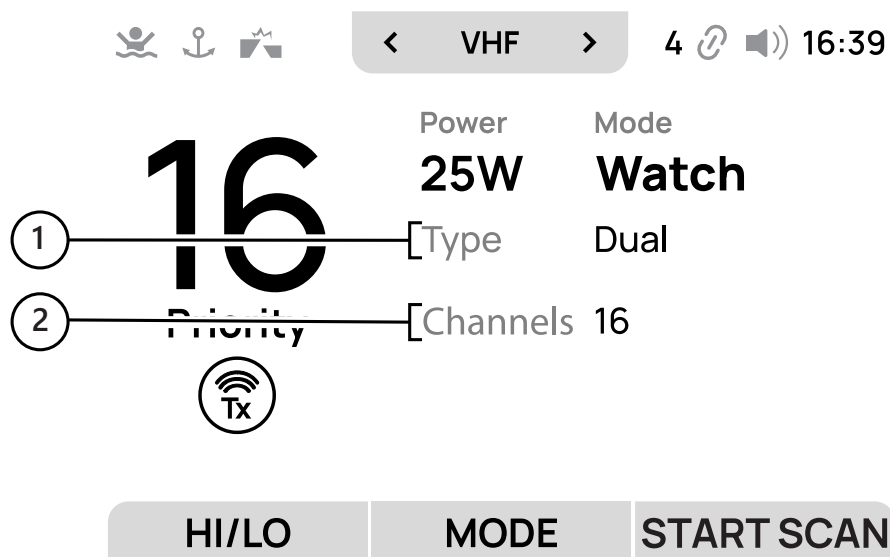 < VHF > 4 16:39
Power Mode
16 25W Watch
1 Type Dual
2 Priority Channels 16
Tx
HI/LO MODE START SCAN